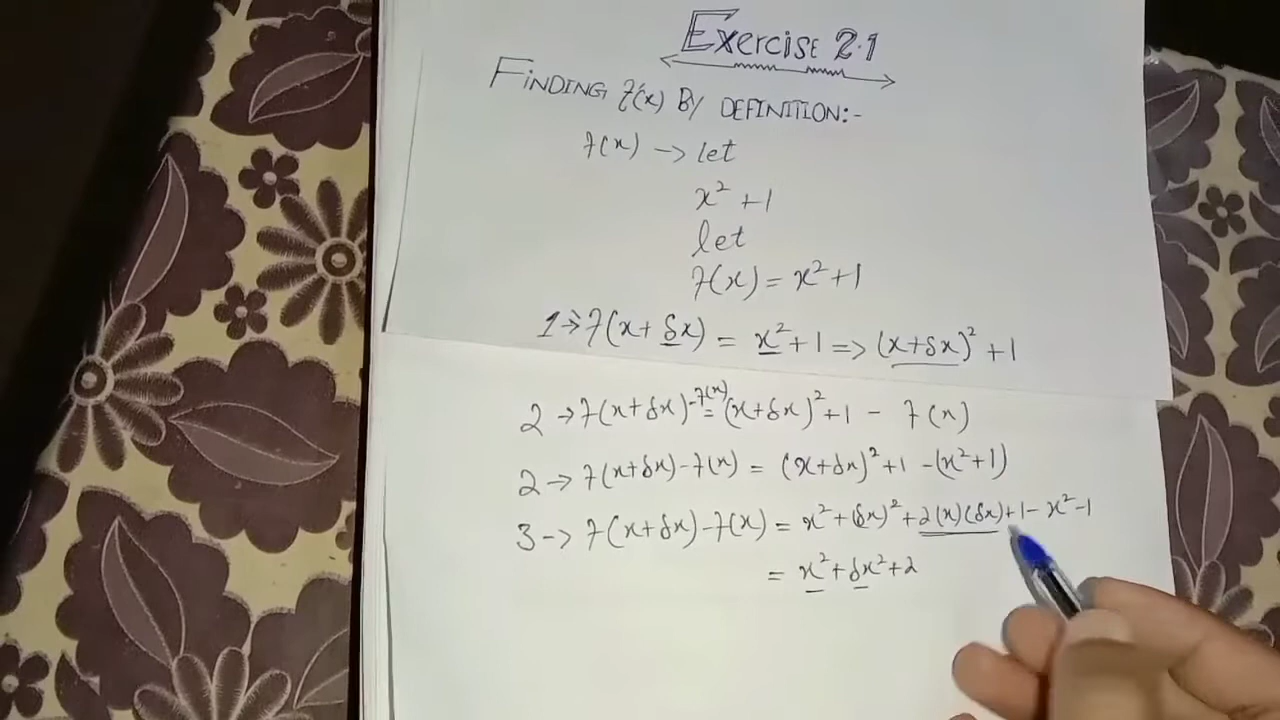 Exercise 2.1
FINDING f'(x) BY DEFINITION:-
f(x) → let
x² + 1
let
f(x) = x² + 1
1→ f(x + δx) = x² + 1 => (x + δx)² + 1
2 → f(x + δx) - f(x) = (x + δx)² + 1 - f(x)
2 → f(x + δx) - f(x) = (x + δx)² + 1 - (x² + 1)
3 → f(x + δx) - f(x) = x² + (δx)² + 2(x)(δx) + 1 - x² - 1
= x² + δx² + 2